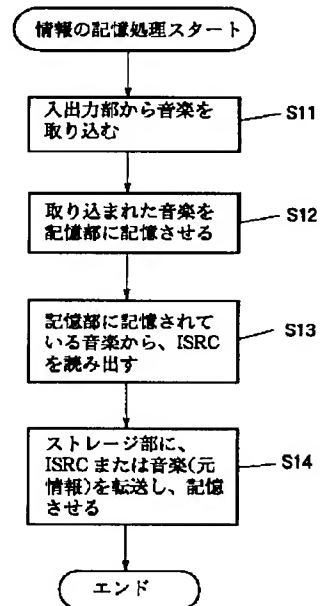 情報の記憶処理スタート
入出力部から音楽を
取り込む
S11
取り込まれた音楽を
記憶部に記憶させる
S12
記憶部に記憶されて
いる音楽から、ISRC
を読み出す
S13
ストレージ部に、
ISRC または音楽(元
情報)を転送し、記憶
させる
S14
エンド